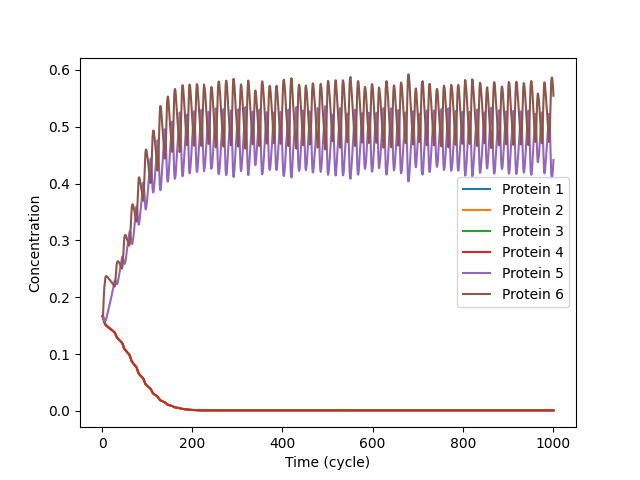 0.6
0.5
0.4
0.3
0.2
0.1
0.0
Concentration
Protein 1
Protein 2
Protein 3
Protein 4
Protein 5
Protein 6
0 200 400 600 800 1000
Time (cycle)